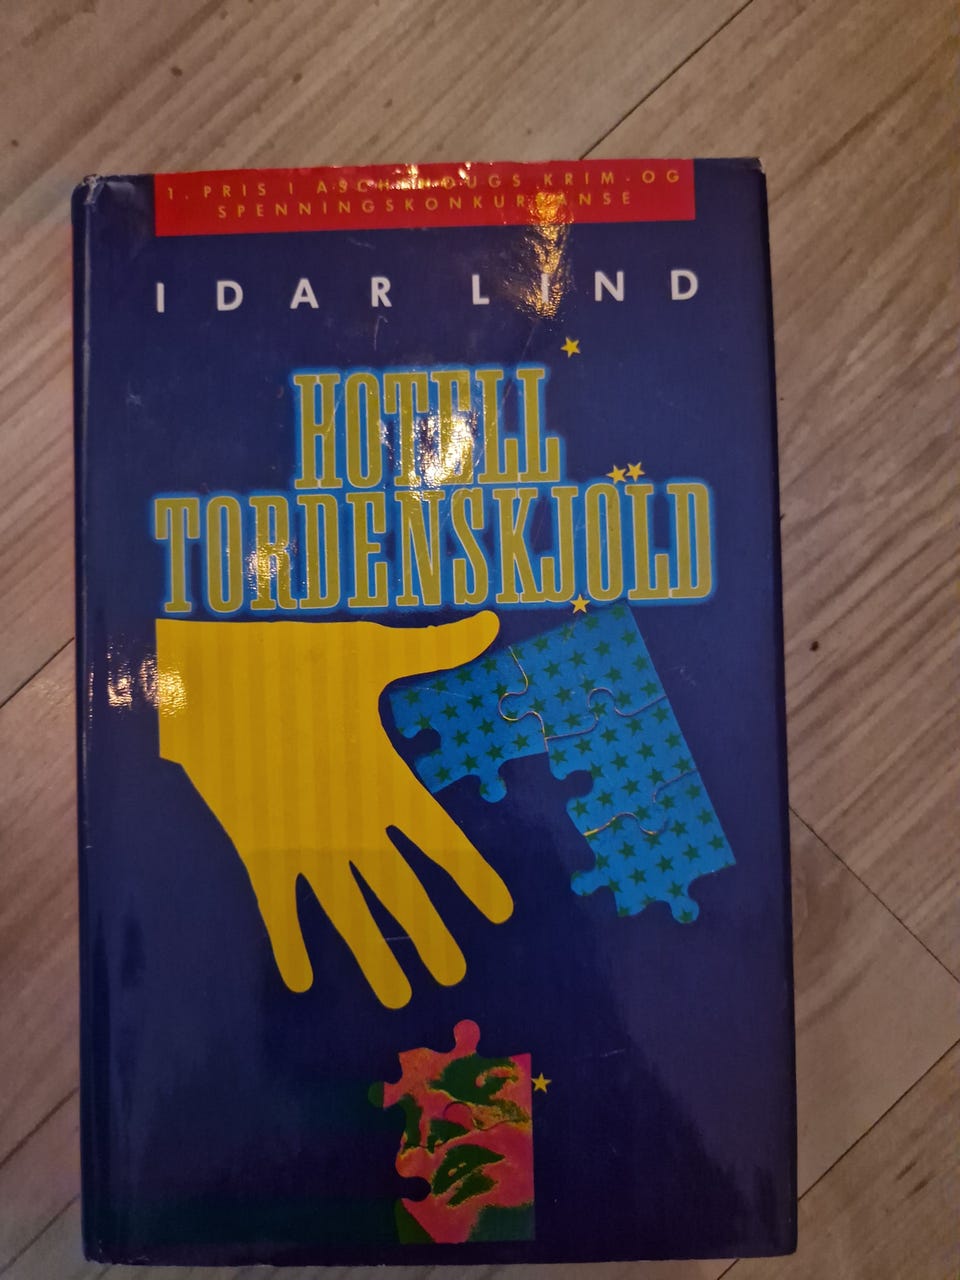 1. PRIS I ASCHEHOUGS KRIM- OG
SPENNINGSKONKURRANSE
IDAR LIND
HOTELL
TORDENSKJOLD